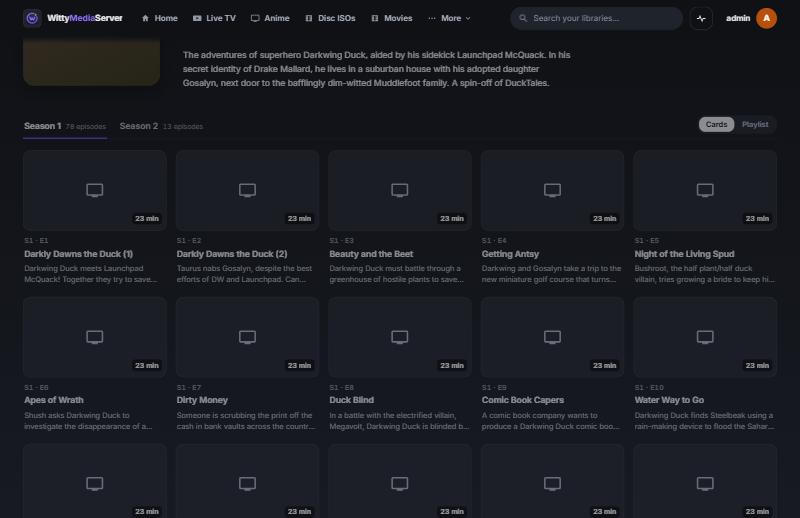 WittyMediaServer Home Live TV Anime Disc ISOs Movies More Search your libraries... admin A
The adventures of superhero Darkwing Duck, aided by his sidekick Launchpad McQuack. In his
secret identity of Drake Mallard, he lives in a suburban house with his adopted daughter
Gosalyn, next door to the bafflingly dim-witted Muddlefoot family. A spin-off of DuckTales.
Season 1 78 episodes Season 2 13 episodes Cards Playlist
23 min 23 min 23 min 23 min 23 min
S1 · E1
Darkly Dawns the Duck (1)
Darkwing Duck meets Launchpad
McQuack! Together they try to save...
S1 · E2
Darkly Dawns the Duck (2)
Taurus nabs Gosalyn, despite the best
efforts of DW and Launchpad. Can...
S1 · E3
Beauty and the Beet
Darkwing Duck must battle through a
greenhouse of hostile plants to save...
S1 · E4
Getting Antsy
Darkwing and Gosalyn take a trip to the
new miniature golf course that turns...
S1 · E5
Night of the Living Spud
Bushroot, the half plant/half duck
villain, tries growing a bride to keep hi...
23 min 23 min 23 min 23 min 23 min
S1 · E6
Apes of Wrath
Shush asks Darkwing Duck to
investigate the disappearance of a...
S1 · E7
Dirty Money
Someone is scrubbing the print off the
cash in bank vaults across the countr...
S1 · E8
Duck Blind
In a battle with the electrified villain,
Megavolt, Darkwing Duck is blinded b...
S1 · E9
Comic Book Capers
A comic book company wants to
produce a Darkwing Duck comic boo...
S1 · E10
Water Way to Go
Darkwing Duck finds Steelbeak using a
rain-making device to flood the Sahar...
23 min 23 min 23 min 23 min 23 min